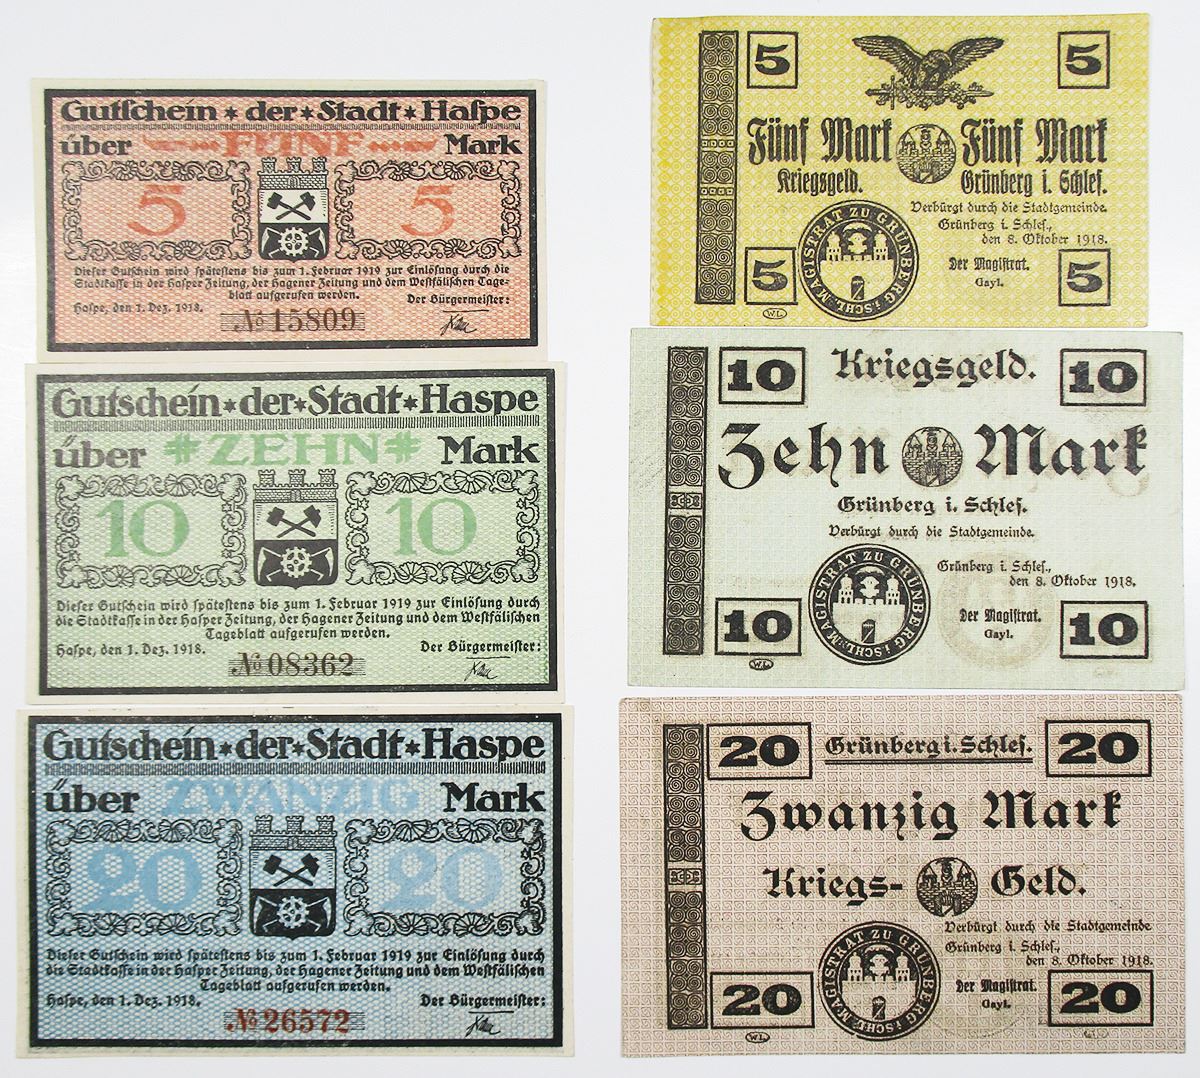 Gutſchein * der * Stadt * Haſpe
über FÜNF Mark
5 5
Dieſer Gutſchein wird ſpäteſtens bis zum 1. Februar 1919 zur Einlöſung durch die
Stadtkaſſe in der Haſper Zeitung, der Hagener Zeitung und dem Weſtfäliſchen Tage-
blatt aufgerufen werden.
Haſpe, den 1. Dez. 1918.
Der Bürgermeiſter:
№ 15809
Gutschein * der * Stadt * Haspe
über ZEHN Mark
10 10
Dieſer Gutſchein wird ſpäteſtens bis zum 1. Februar 1919 zur Einlöſung durch
die Stadtkaſſe in der Haſper Zeitung, der Hagener Zeitung und dem Weſtfäliſchen
Tageblatt aufgerufen werden.
Haſpe, den 1. Dez. 1918.
Der Bürgermeiſter:
№ 08362
Gutschein * der * Stadt * Haspe
über ZWANZIG Mark
20 20
Dieſer Gutſchein wird ſpäteſtens bis zum 1. Februar 1919 zur Einlöſung durch
die Stadtkaſſe in der Haſper Zeitung, der Hagener Zeitung und dem Weſtfäliſchen
Tageblatt aufgerufen werden.
Haſpe, den 1. Dez. 1918.
Der Bürgermeiſter:
№ 26572
5 5
Fünf Mark Fünf Mark
Kriegsgeld. Grünberg i. Schleſ.
Verbürgt durch die Stadtgemeinde.
Grünberg i. Schleſ.,
den 8. Oktober 1918.
MAGISTRAT ZU GRÜNBERG i SCHL.
Der Magiſtrat.
Gayl.
5 5
W.L.
10 Kriegsgeld. 10
Zehn Mark
Grünberg i. Schleſ.
Verbürgt durch die Stadtgemeinde.
Grünberg i. Schleſ.,
den 8. Oktober 1918.
MAGISTRAT ZU GRÜNBERG i SCHL.
Der Magiſtrat.
Gayl.
10 10
W.L.
20 Grünberg i. Schleſ. 20
Zwanzig Mark
Kriegs- Geld.
Verbürgt durch die Stadtgemeinde
Grünberg i. Schleſ.,
den 8. Oktober 1918.
MAGISTRAT ZU GRÜNBERG i SCHL.
Der Magiſtrat.
Gayl.
20 20
W.L.